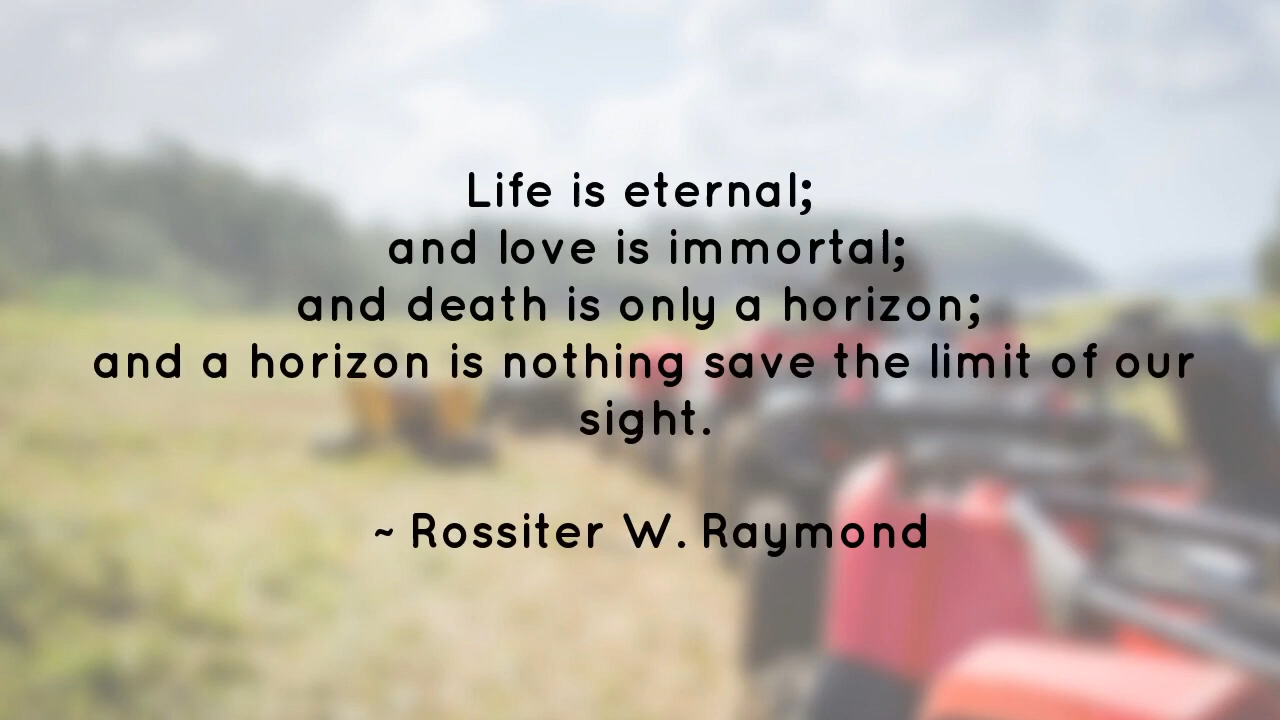 Life is eternal;
and love is immortal;
and death is only a horizon;
and a horizon is nothing save the limit of our
sight.
~ Rossiter W. Raymond